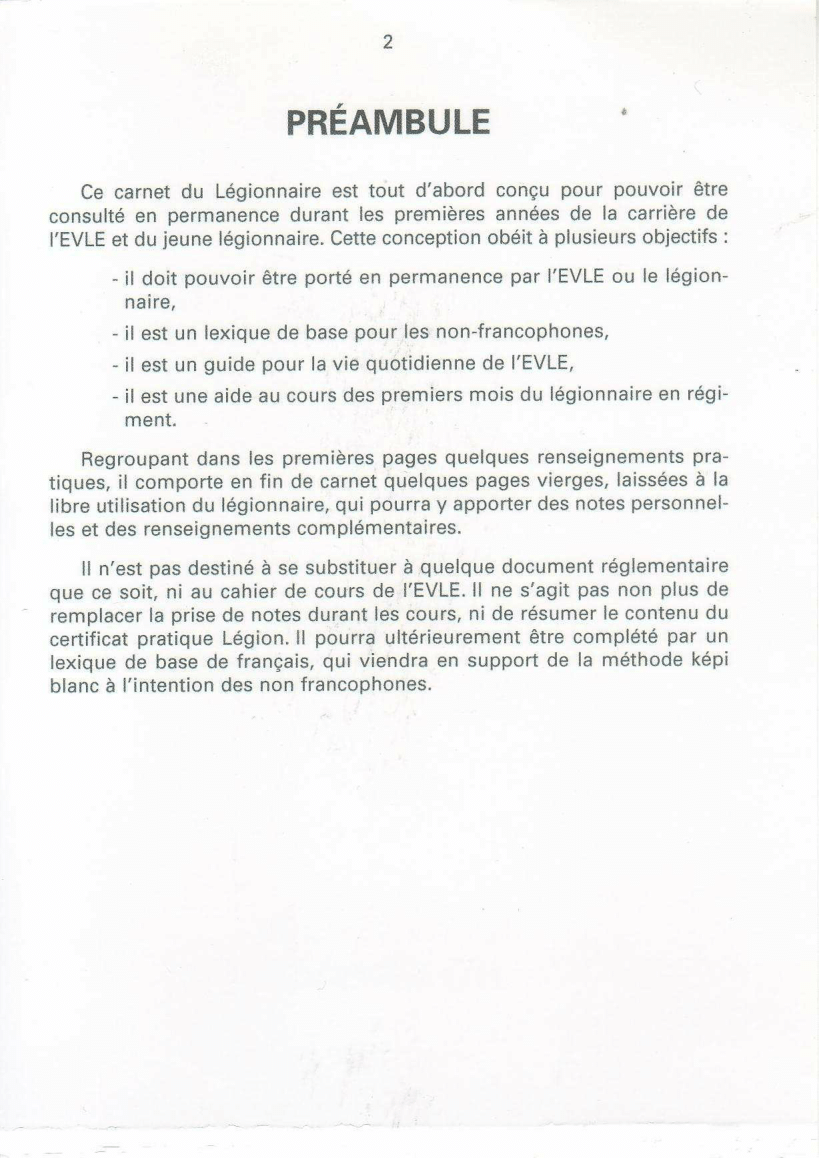 2
PRÉAMBULE
Ce carnet du Légionnaire est tout d'abord conçu pour pouvoir être
consulté en permanence durant les premières années de la carrière de
l'EVLE et du jeune légionnaire. Cette conception obéit à plusieurs objectifs :
- il doit pouvoir être porté en permanence par l'EVLE ou le légion-
naire,
- il est un lexique de base pour les non-francophones,
- il est un guide pour la vie quotidienne de l'EVLE,
- il est une aide au cours des premiers mois du légionnaire en régi-
ment.
Regroupant dans les premières pages quelques renseignements pra-
tiques, il comporte en fin de carnet quelques pages vierges, laissées à la
libre utilisation du légionnaire, qui pourra y apporter des notes personnel-
les et des renseignements complémentaires.
Il n'est pas destiné à se substituer à quelque document réglementaire
que ce soit, ni au cahier de cours de l'EVLE. Il ne s'agit pas non plus de
remplacer la prise de notes durant les cours, ni de résumer le contenu du
certificat pratique Légion. Il pourra ultérieurement être complété par un
lexique de base de français, qui viendra en support de la méthode képi
blanc à l'intention des non francophones.